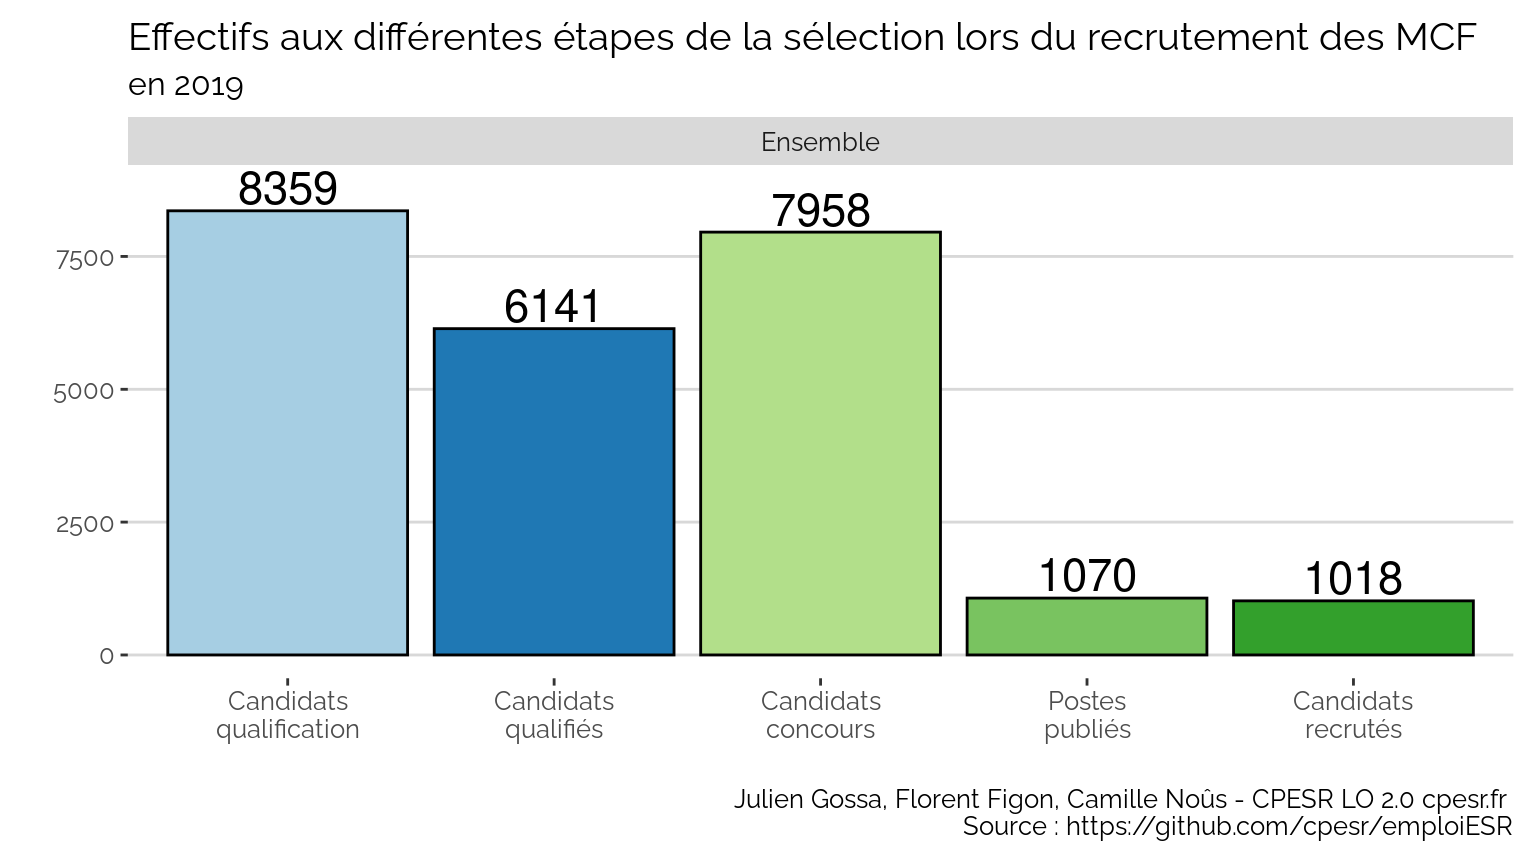 Effectifs aux différentes étapes de la sélection lors du recrutement des MCF
en 2019
Ensemble
8359
7958
6141
1070
1018
7500
5000
2500
0
Candidats
qualification
Candidats
qualifiés
Candidats
concours
Postes
publiés
Candidats
recrutés
Julien Gossa, Florent Figon, Camille Noûs - CPESR LO 2.0 cpesr.fr
Source : https://github.com/cpesr/emploiESR